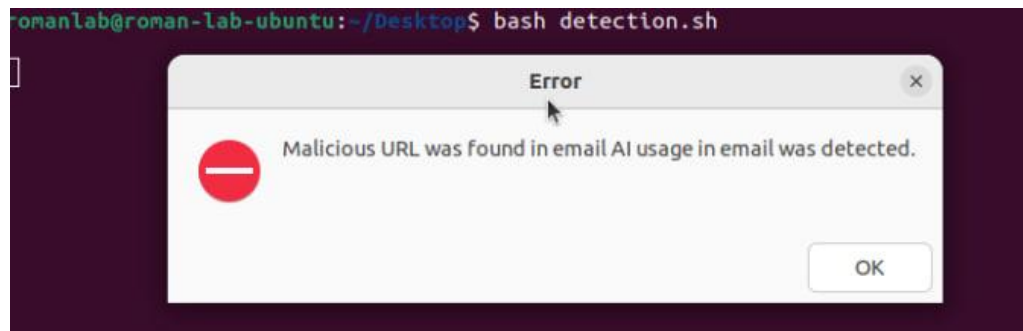 romanlab@roman-lab-ubuntu:~/Desktop$ bash detection.sh
Error
Malicious URL was found in email AI usage in email was detected.
OK